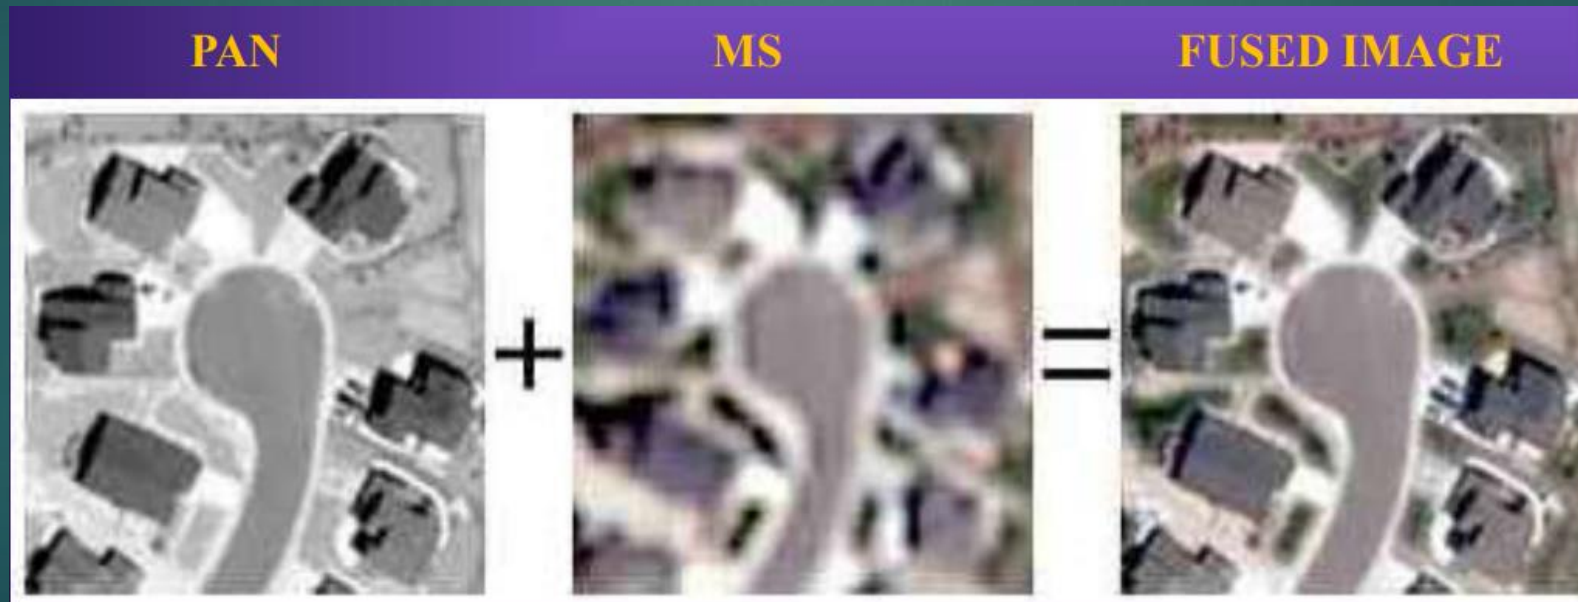 PAN MS FUSED IMAGE
+ =